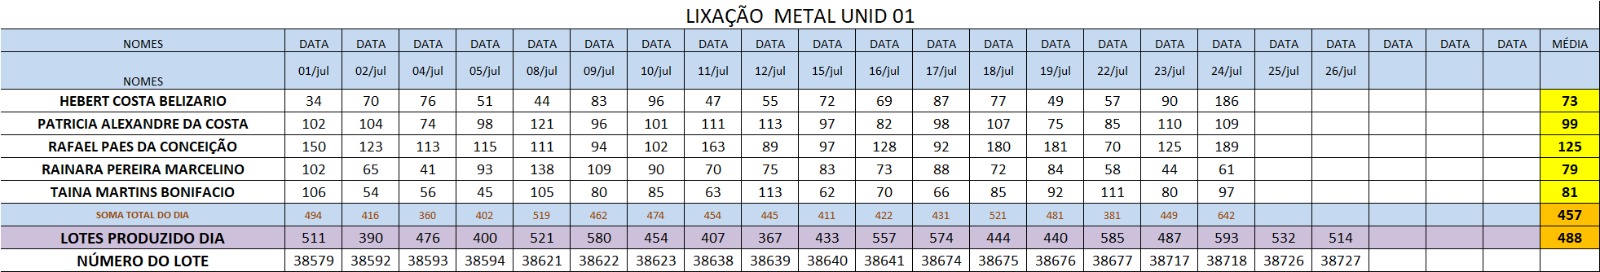 LIXAÇÃO METAL UNID 01
NOMES DATA DATA DATA DATA DATA DATA DATA DATA DATA DATA DATA DATA DATA DATA DATA DATA DATA DATA DATA DATA DATA DATA MÉDIA
NOMES 01/jul 02/jul 04/jul 05/jul 08/jul 09/jul 10/jul 11/jul 12/jul 15/jul 16/jul 17/jul 18/jul 19/jul 22/jul 23/jul 24/jul 25/jul 26/jul
HEBERT COSTA BELIZARIO 34 70 76 51 44 83 96 47 55 72 69 87 77 49 57 90 186 73
PATRICIA ALEXANDRE DA COSTA 102 104 74 98 121 96 101 111 113 97 82 98 107 75 85 110 109 99
RAFAEL PAES DA CONCEIÇÃO 150 123 113 115 111 94 102 163 89 97 128 92 180 181 70 125 189 125
RAINARA PEREIRA MARCELINO 102 65 41 93 138 109 90 70 75 83 73 88 72 84 58 44 61 79
TAINA MARTINS BONIFACIO 106 54 56 45 105 80 85 63 113 62 70 66 85 92 111 80 97 81
SOMA TOTAL DO DIA 494 416 360 402 519 462 474 454 445 411 422 431 521 481 381 449 642 457
LOTES PRODUZIDO DIA 511 390 476 400 521 580 454 407 367 433 557 574 444 440 585 487 593 532 514 488
NÚMERO DO LOTE 38579 38592 38593 38594 38621 38622 38623 38638 38639 38640 38641 38674 38675 38676 38677 38717 38718 38726 38727